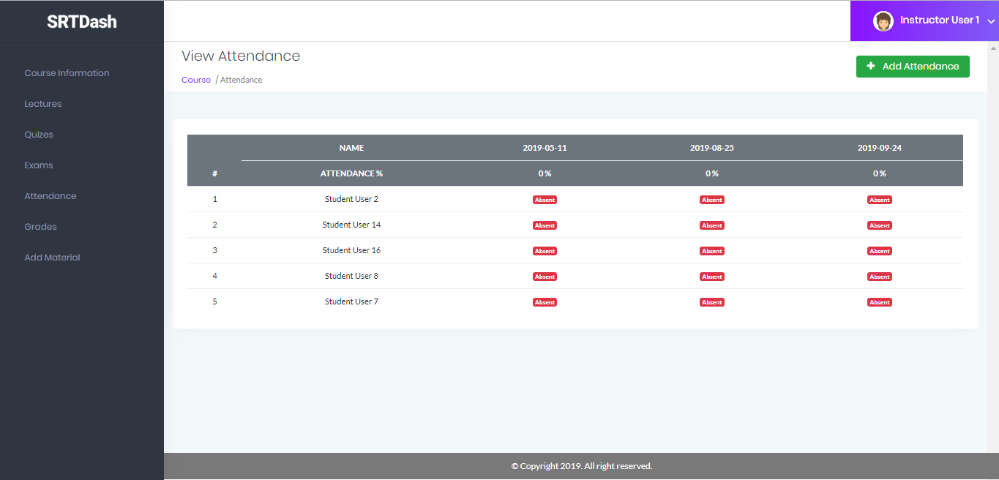 SRTDash
Instructor User 1
Course Information
Lectures
Quizes
Exams
Attendance
Grades
Add Material
View Attendance
Course / Attendance
+ Add Attendance
NAME 2019-05-11 2019-08-25 2019-09-24
# ATTENDANCE % 0 % 0 % 0 %
1 Student User 2 Absent Absent Absent
2 Student User 14 Absent Absent Absent
3 Student User 16 Absent Absent Absent
4 Student User 8 Absent Absent Absent
5 Student User 7 Absent Absent Absent
© Copyright 2019. All right reserved.